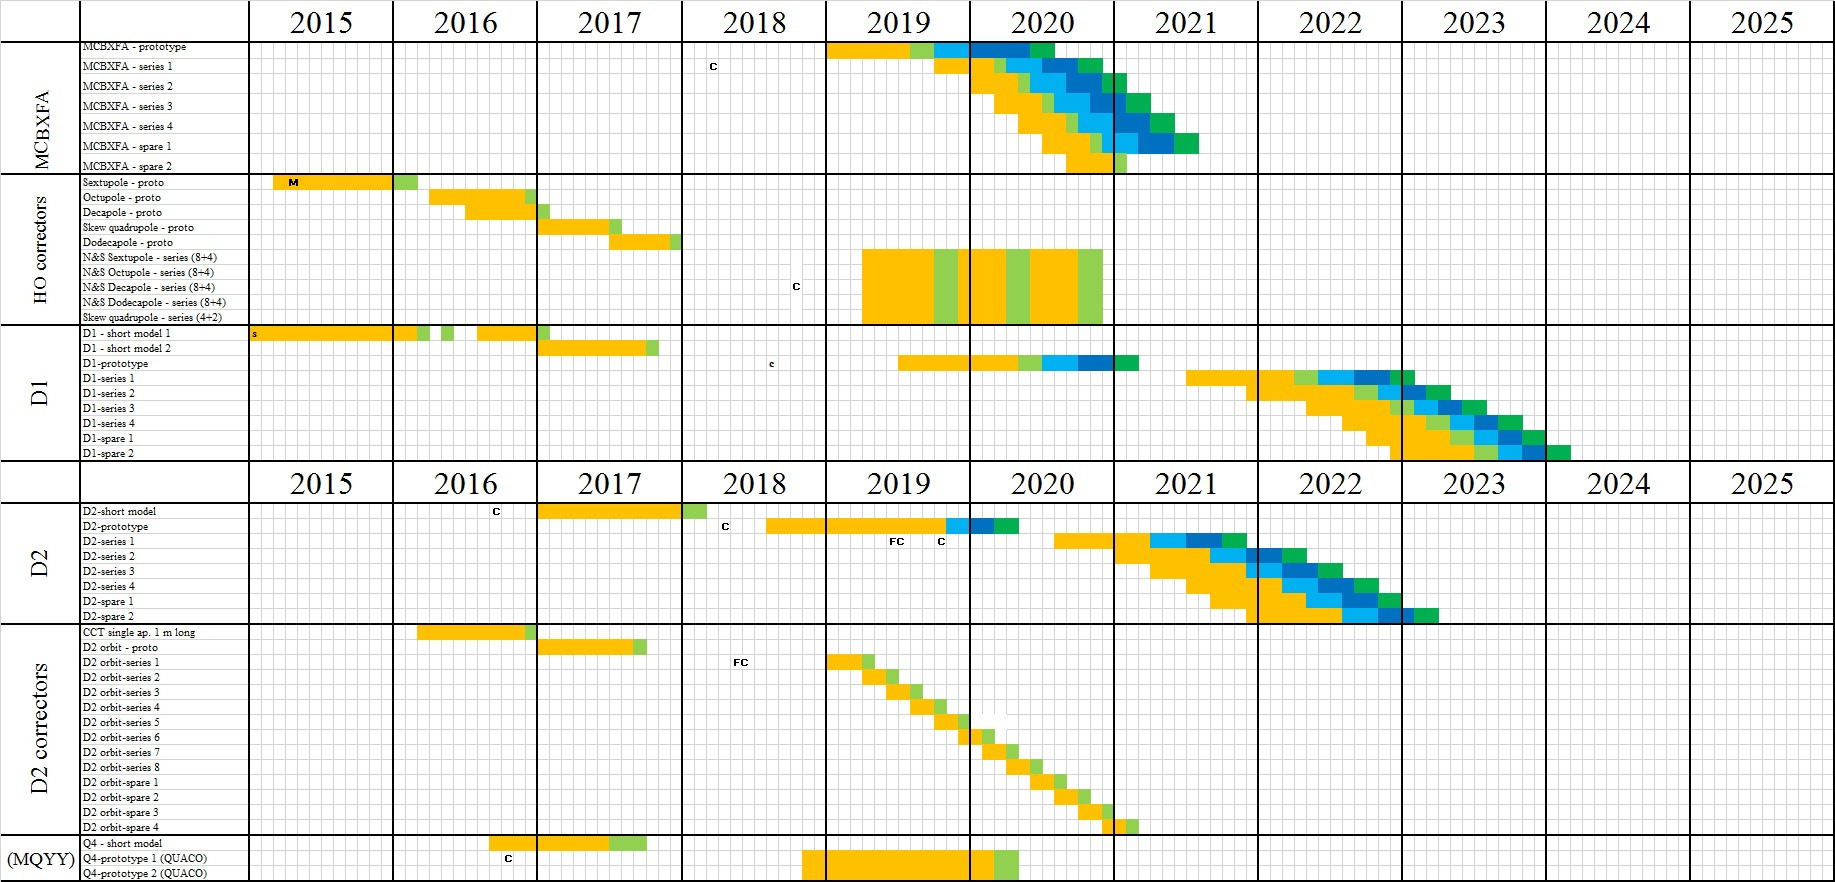 2015 2016 2017 2018 2019 2020 2021 2022 2023 2024 2025
MCBXFA
MCBXFA - prototype
MCBXFA - series 1 C
MCBXFA - series 2
MCBXFA - series 3
MCBXFA - series 4
MCBXFA - spare 1
MCBXFA - spare 2
HO correctors
Sextupole - proto M
Octupole - proto
Decapole - proto
Skew quadrupole - proto
Dodecapole - proto
N&S Sextupole - series (8+4)
N&S Octupole - series (8+4)
N&S Decapole - series (8+4) C
N&S Dodecapole - series (8+4)
Skew quadrupole - series (4+2)
D1
D1 - short model 1 s
D1 - short model 2
D1-prototype c
D1-series 1
D1-series 2
D1-series 3
D1-series 4
D1-spare 1
D1-spare 2
2015 2016 2017 2018 2019 2020 2021 2022 2023 2024 2025
D2
D2-short model C
D2-prototype C
D2-series 1 FC C
D2-series 2
D2-series 3
D2-series 4
D2-spare 1
D2-spare 2
D2 correctors
CCT single ap. 1 m long
D2 orbit - proto
D2 orbit-series 1 FC
D2 orbit-series 2
D2 orbit-series 3
D2 orbit-series 4
D2 orbit-series 5
D2 orbit-series 6
D2 orbit-series 7
D2 orbit-series 8
D2 orbit-spare 1
D2 orbit-spare 2
D2 orbit-spare 3
D2 orbit-spare 4
(MQYY)
Q4 - short model
Q4-prototype 1 (QUACO) C
Q4-prototype 2 (QUACO)